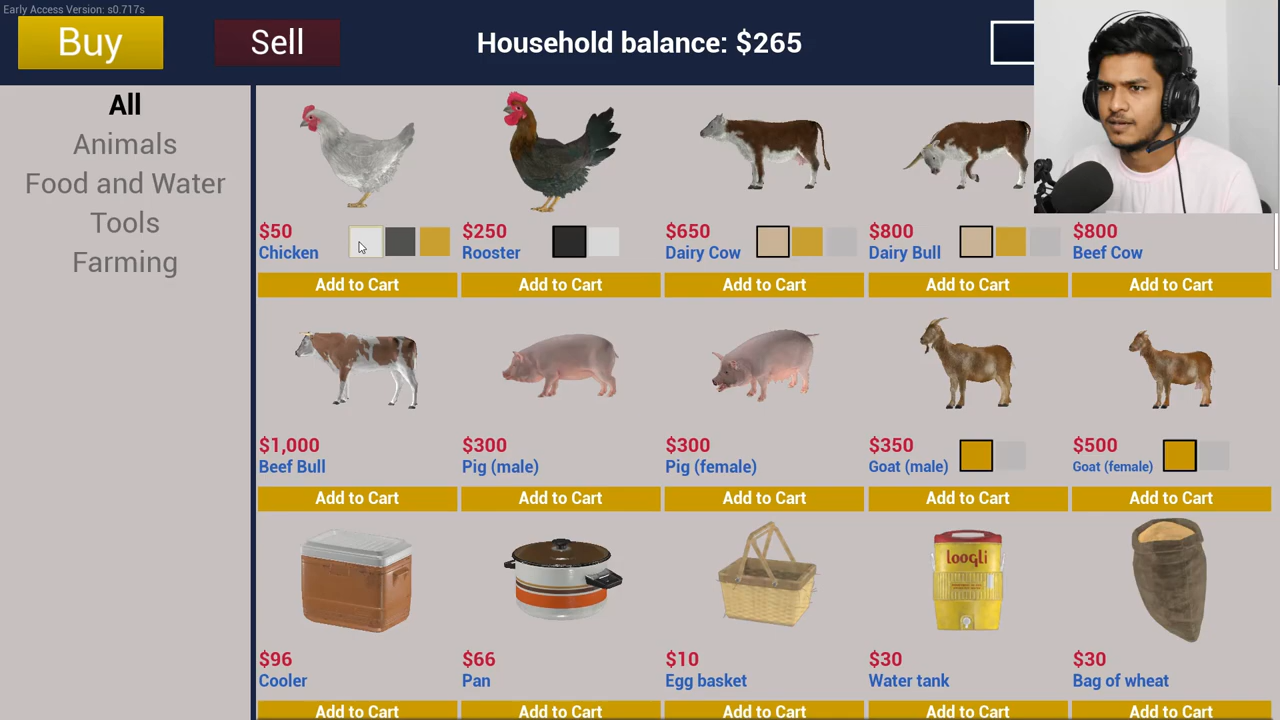 Early Access Version: s0.717s
Buy
Sell
Household balance: $265
All
Animals
Food and Water
Tools
Farming
$50
Chicken
$250
Rooster
$650
Dairy Cow
$800
Dairy Bull
$800
Beef Cow
Add to Cart
Add to Cart
Add to Cart
Add to Cart
Add to Cart
$1,000
Beef Bull
$300
Pig (male)
$300
Pig (female)
$350
Goat (male)
$500
Goat (female)
Add to Cart
Add to Cart
Add to Cart
Add to Cart
Add to Cart
loogli
$96
Cooler
$66
Pan
$10
Egg basket
$30
Water tank
$30
Bag of wheat
Add to Cart
Add to Cart
Add to Cart
Add to Cart
Add to Cart